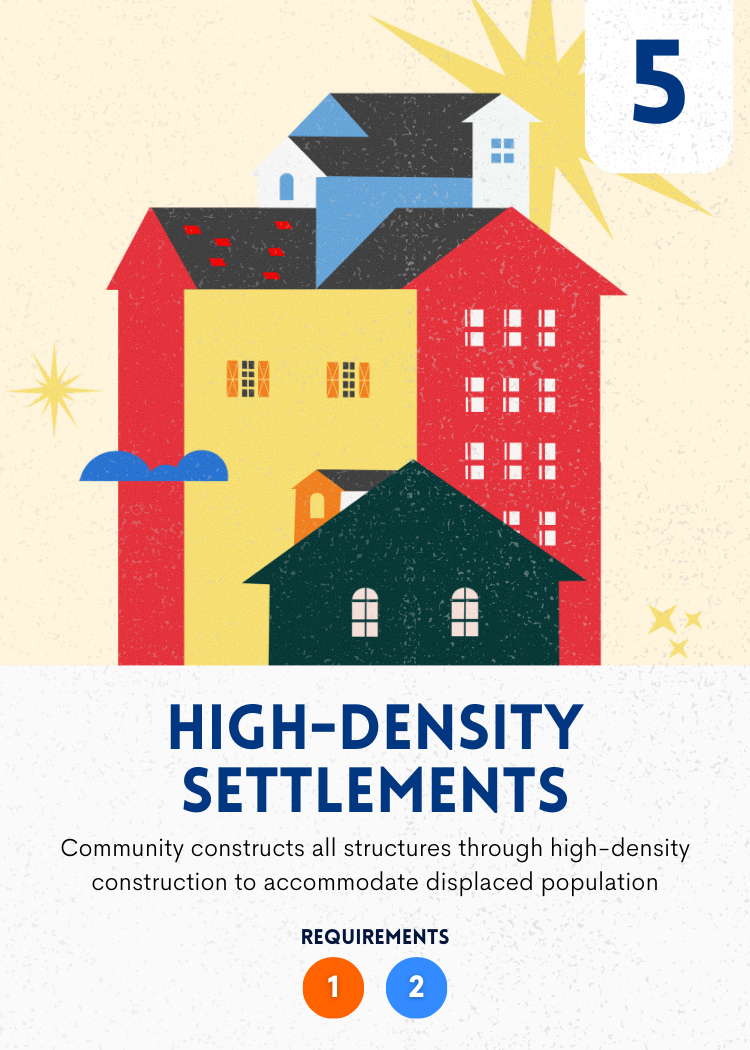 5
HIGH-DENSITY
SETTLEMENTS
Community constructs all structures through high-density
construction to accommodate displaced population
REQUIREMENTS
1 2